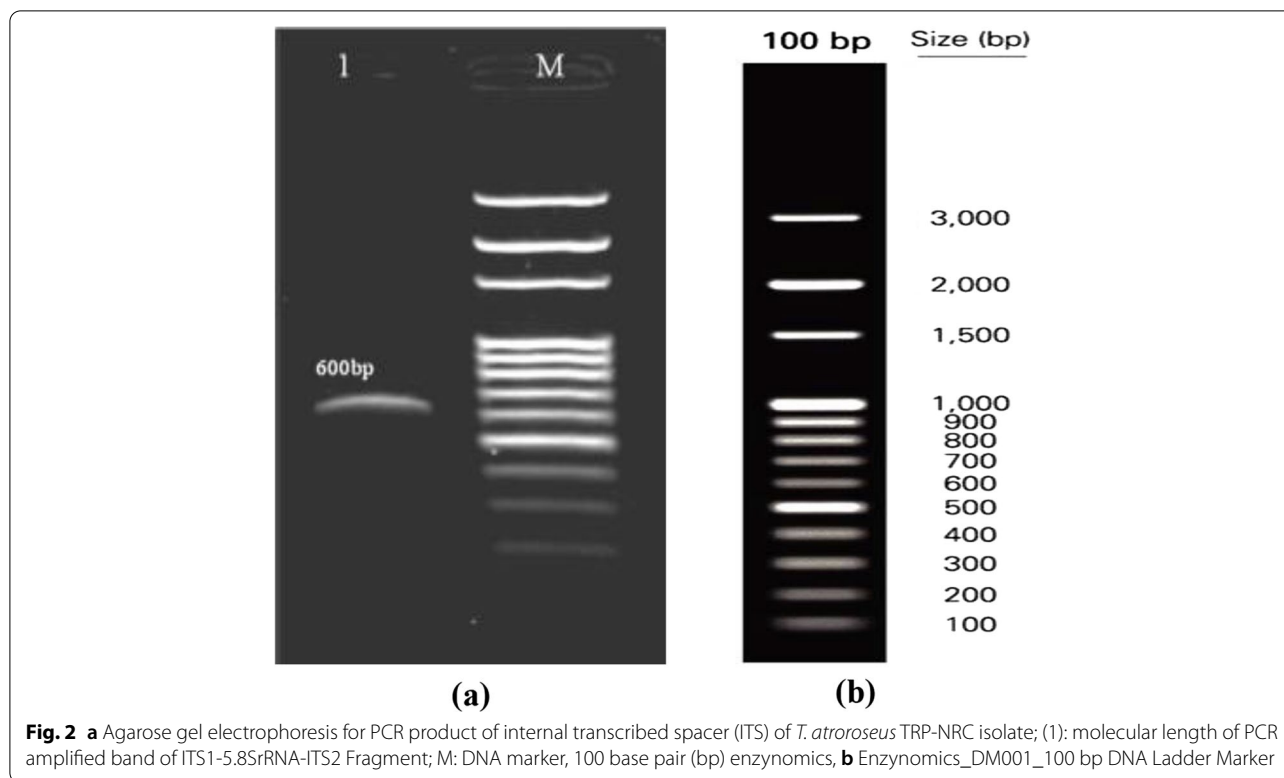 1 M
600bp
(a)
100 bp Size (bp)
3,000
2,000
1,500
1,000
900
800
700
600
500
400
300
200
100
(b)
Fig. 2 a Agarose gel electrophoresis for PCR product of internal transcribed spacer (ITS) of T. atroroseus TRP-NRC isolate; (1): molecular length of PCR
amplified band of ITS1-5.8SrRNA-ITS2 Fragment; M: DNA marker, 100 base pair (bp) enzynomics, b Enzynomics_DM001_100 bp DNA Ladder Marker